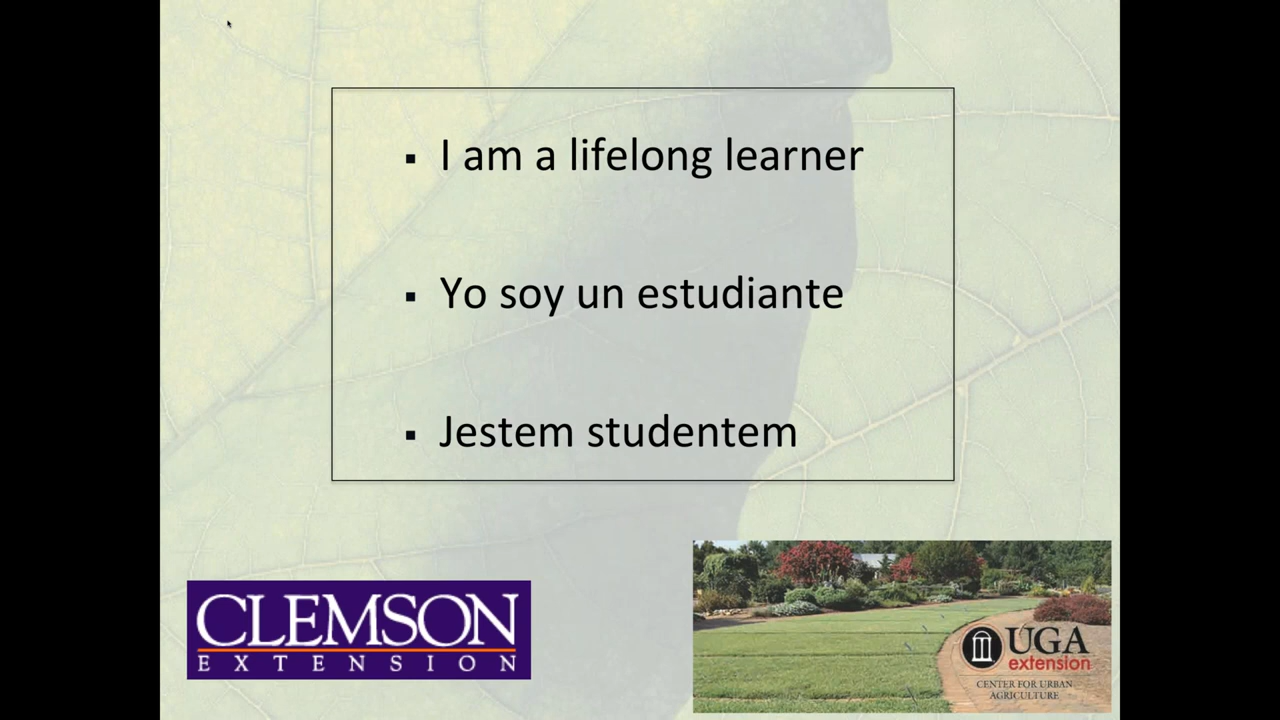 ▪ I am a lifelong learner
▪ Yo soy un estudiante
▪ Jestem studentem
CLEMSON
EXTENSION
UGA
extension
CENTER FOR URBAN
AGRICULTURE